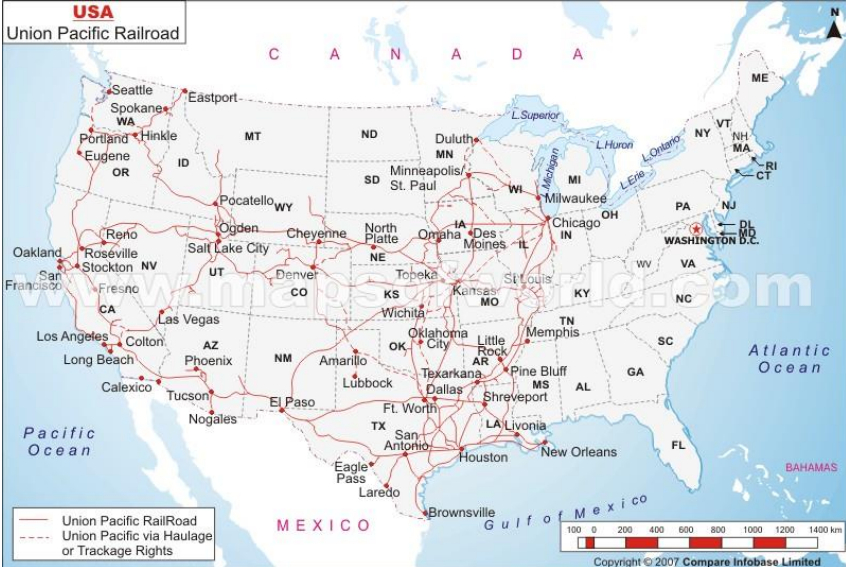 USA
Union Pacific Railroad
N
C A N A D A
Seattle
Spokane
Eastport
WA
Portland
Hinkle
Eugene
OR
ID
MT
ND
SD
MN
Duluth
Minneapolis/
St. Paul
WI
L.Superior
L.Michigan
L.Huron
L.Ontario
L.Erie
MI
Milwaukee
Chicago
ME
VT
NH
NY
MA
RI
CT
PA
NJ
OH
DL
MD
WASHINGTON D.C.
Pocatello
WY
Ogden
Salt Lake City
Cheyenne
North
Platte
NE
Omaha
IA
Des
Moines
IL
IN
Reno
Oakland
Roseville
Stockton
San
Francisco
Fresno
NV
UT
Denver
CO
Topeka
Kansas
KS
MO
St Louis
KY
WV
VA
NC
www.mapsofworld.com
CA
Las Vegas
Wichita
Los Angeles
Colton
Long Beach
AZ
Phoenix
NM
Amarillo
Lubbock
OK
Oklahoma
City
Little
Rock
AR
Memphis
TN
SC
Calexico
Tucson
Nogales
El Paso
Texarkana
Dallas
Ft. Worth
Pine Bluff
Shreveport
MS
AL
GA
TX
LA
Livonia
New Orleans
San
Antonio
Houston
Eagle
Pass
Laredo
Brownsville
FL
Pacific
Ocean
Atlantic
Ocean
BAHAMAS
MEXICO
Gulf of Mexico
Union Pacific RailRoad
Union Pacific via Haulage
or Trackage Rights
100 0 200 400 600 800 1000 1200 1400 km
Copyright © 2007 Compare Infobase Limited